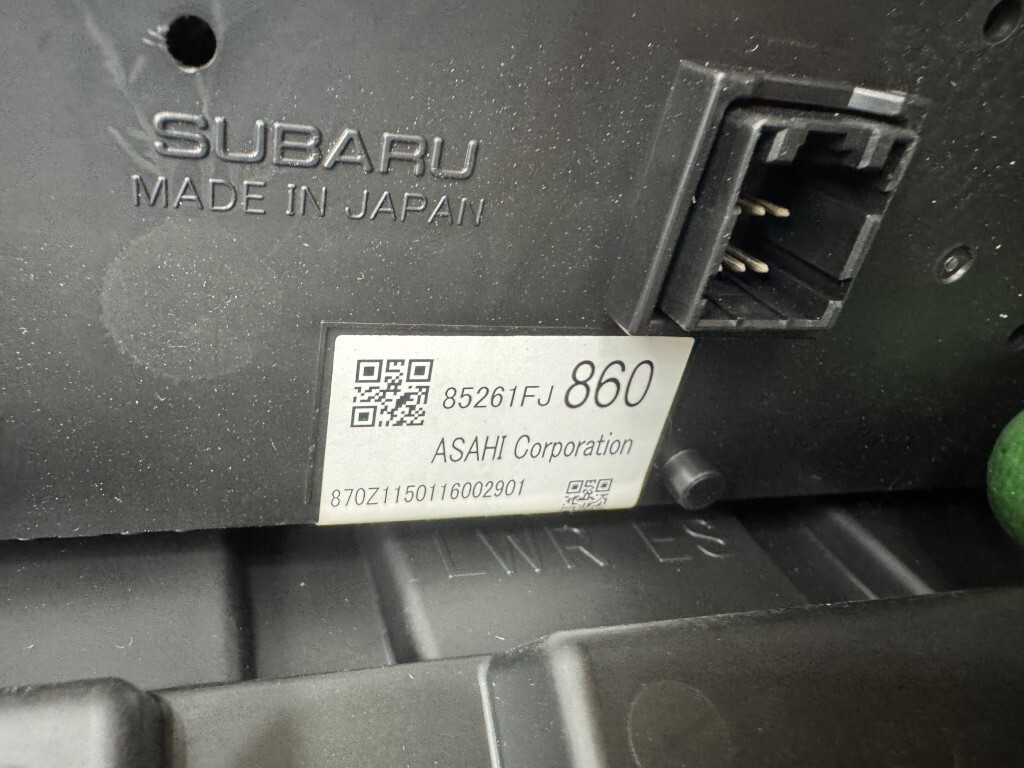 SUBARU
MADE IN JAPAN
85261FJ 860
ASAHI Corporation
870Z1150116002901
LWR ES